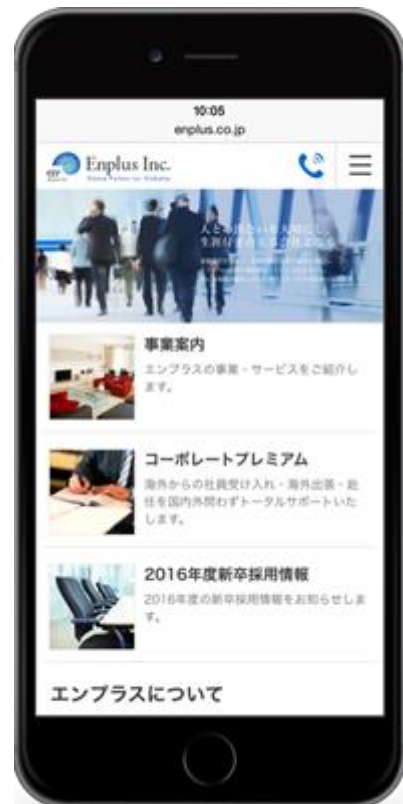 10:05
enplus.co.jp
Enplus Inc.
事業案内
エンプラスの事業・サービスをご紹介し
ます。
コーポレートプレミアム
海外からの社員受け入れ・海外出張・赴
任を国内外問わずトータルサポートいた
します。
2016年度新卒採用情報
2016年度の新卒採用情報をお知らせしま
す。
エンプラスについて